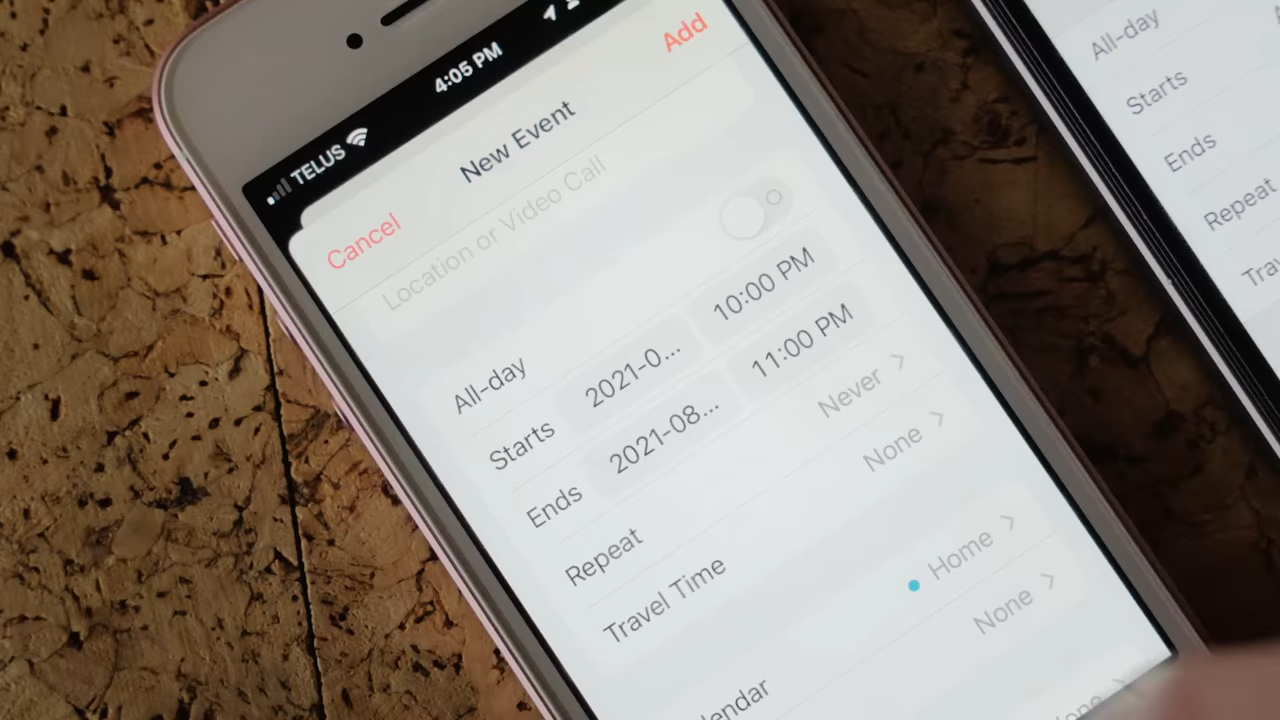 TELUS 4:05 PM
Cancel New Event Add
Location or Video Call
All-day
Starts 2021-0... 10:00 PM
Ends 2021-08... 11:00 PM
Repeat Never
Travel Time None
endar Home
None
All-day
Starts
Ends
Repeat
Trav